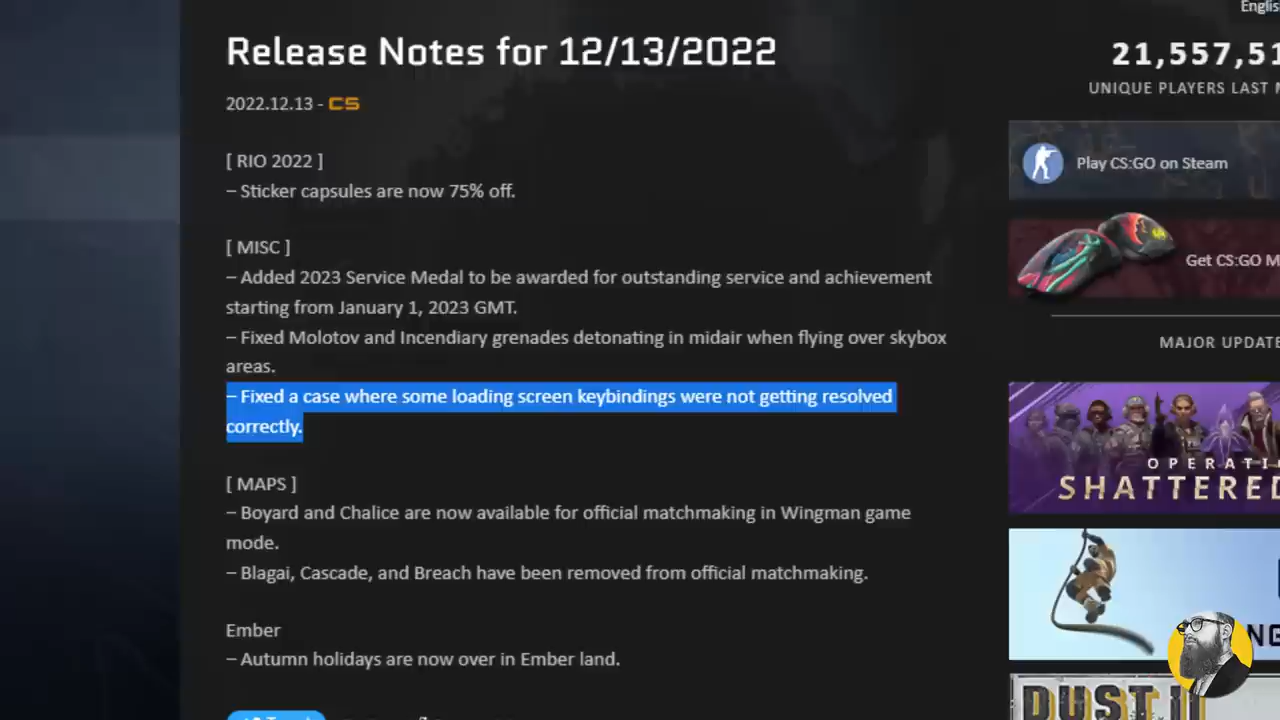 Release Notes for 12/13/2022
2022.12.13 - CS
[ RIO 2022 ]
– Sticker capsules are now 75% off.
[ MISC ]
– Added 2023 Service Medal to be awarded for outstanding service and achievement
starting from January 1, 2023 GMT.
– Fixed Molotov and Incendiary grenades detonating in midair when flying over skybox
areas.
– Fixed a case where some loading screen keybindings were not getting resolved
correctly.
[ MAPS ]
– Boyard and Chalice are now available for official matchmaking in Wingman game
mode.
– Blagai, Cascade, and Breach have been removed from official matchmaking.
Ember
– Autumn holidays are now over in Ember land.
Englis
21,557,51
UNIQUE PLAYERS LAST
Play CS:GO on Steam
Get CS:GO M
MAJOR UPDATE
OPERATI
SHATTERED
NG
DUST II